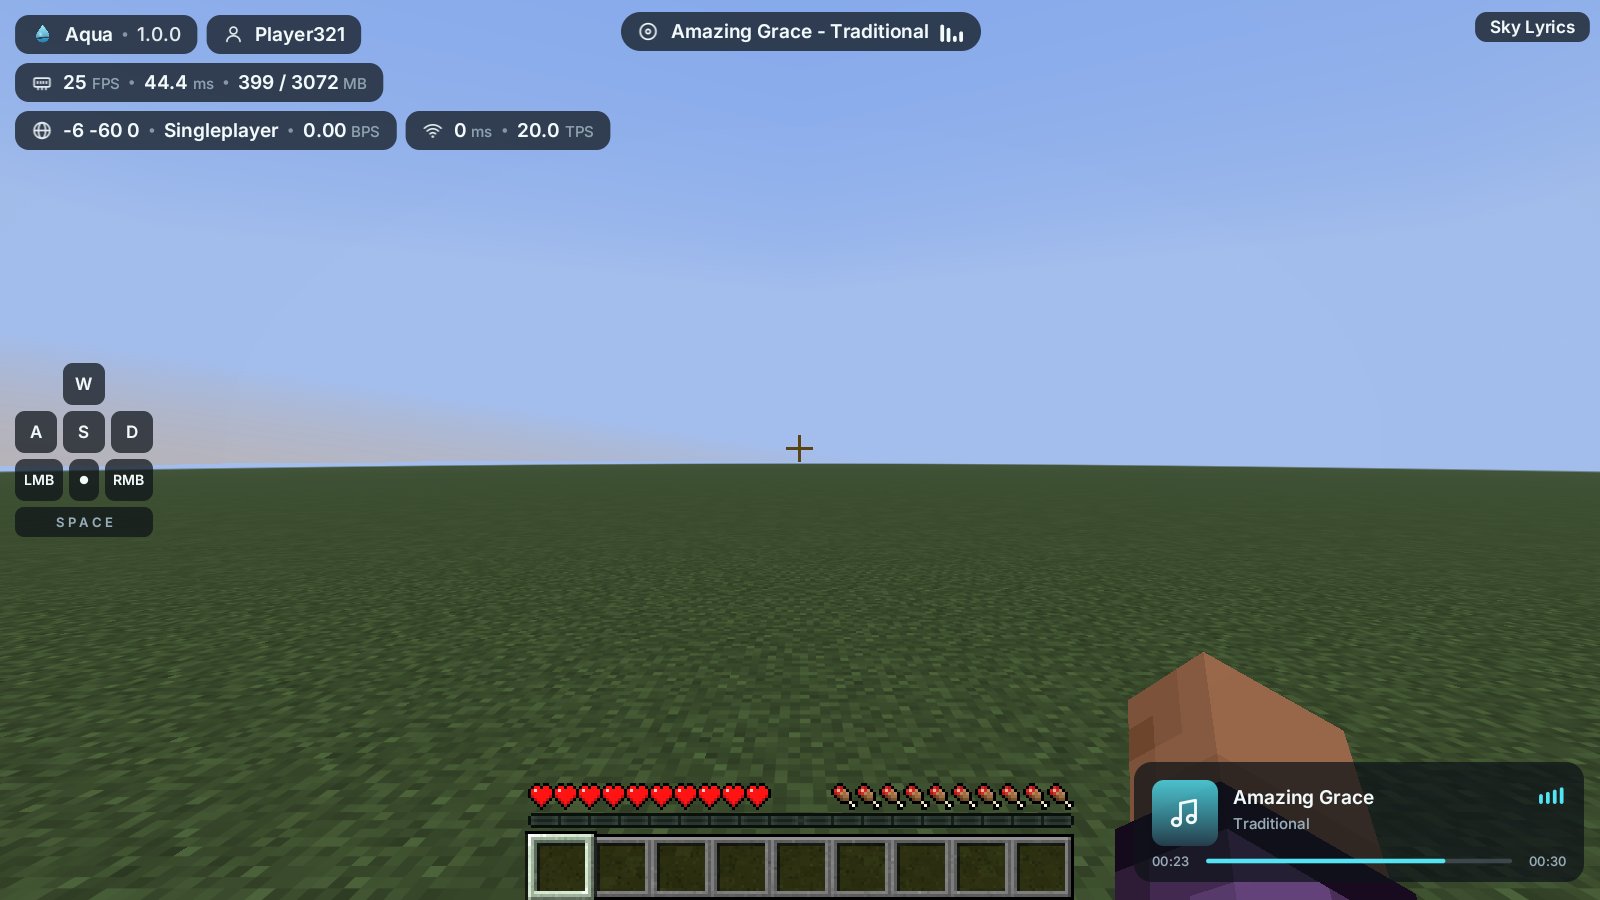 Aqua • 1.0.0 Player321
Amazing Grace - Traditional
Sky Lyrics
25 FPS • 44.4 ms • 399 / 3072 MB
-6 -60 0 • Singleplayer • 0.00 BPS 0 ms • 20.0 TPS
W
A S D
LMB RMB
SPACE
Amazing Grace
Traditional
00:23 00:30